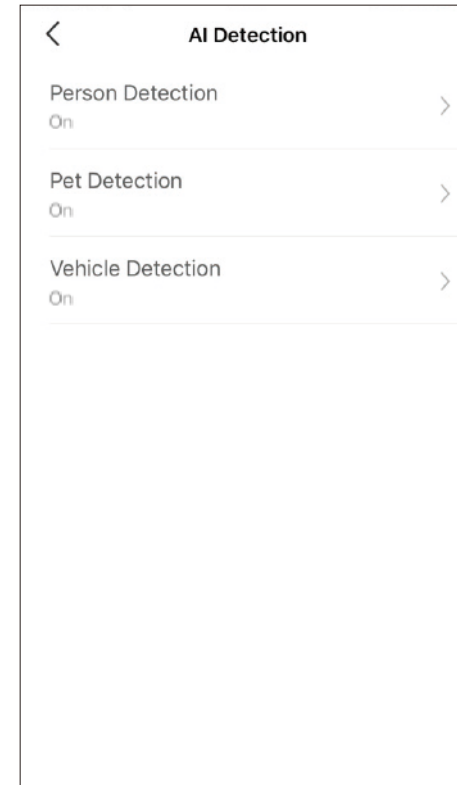 AI Detection
Person Detection
On
Pet Detection
On
Vehicle Detection
On